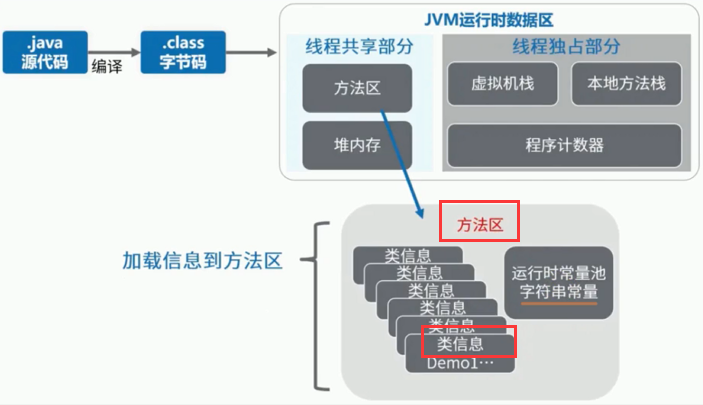 JVM运行时数据区
.java
源代码
编译
.class
字节码
线程共享部分
线程独占部分
方法区
虚拟机栈
本地方法栈
堆内存
程序计数器
加载信息到方法区
方法区
类信息
类信息
类信息
类信息
类信息
类信息
Demo1…
运行时常量池
字符串常量